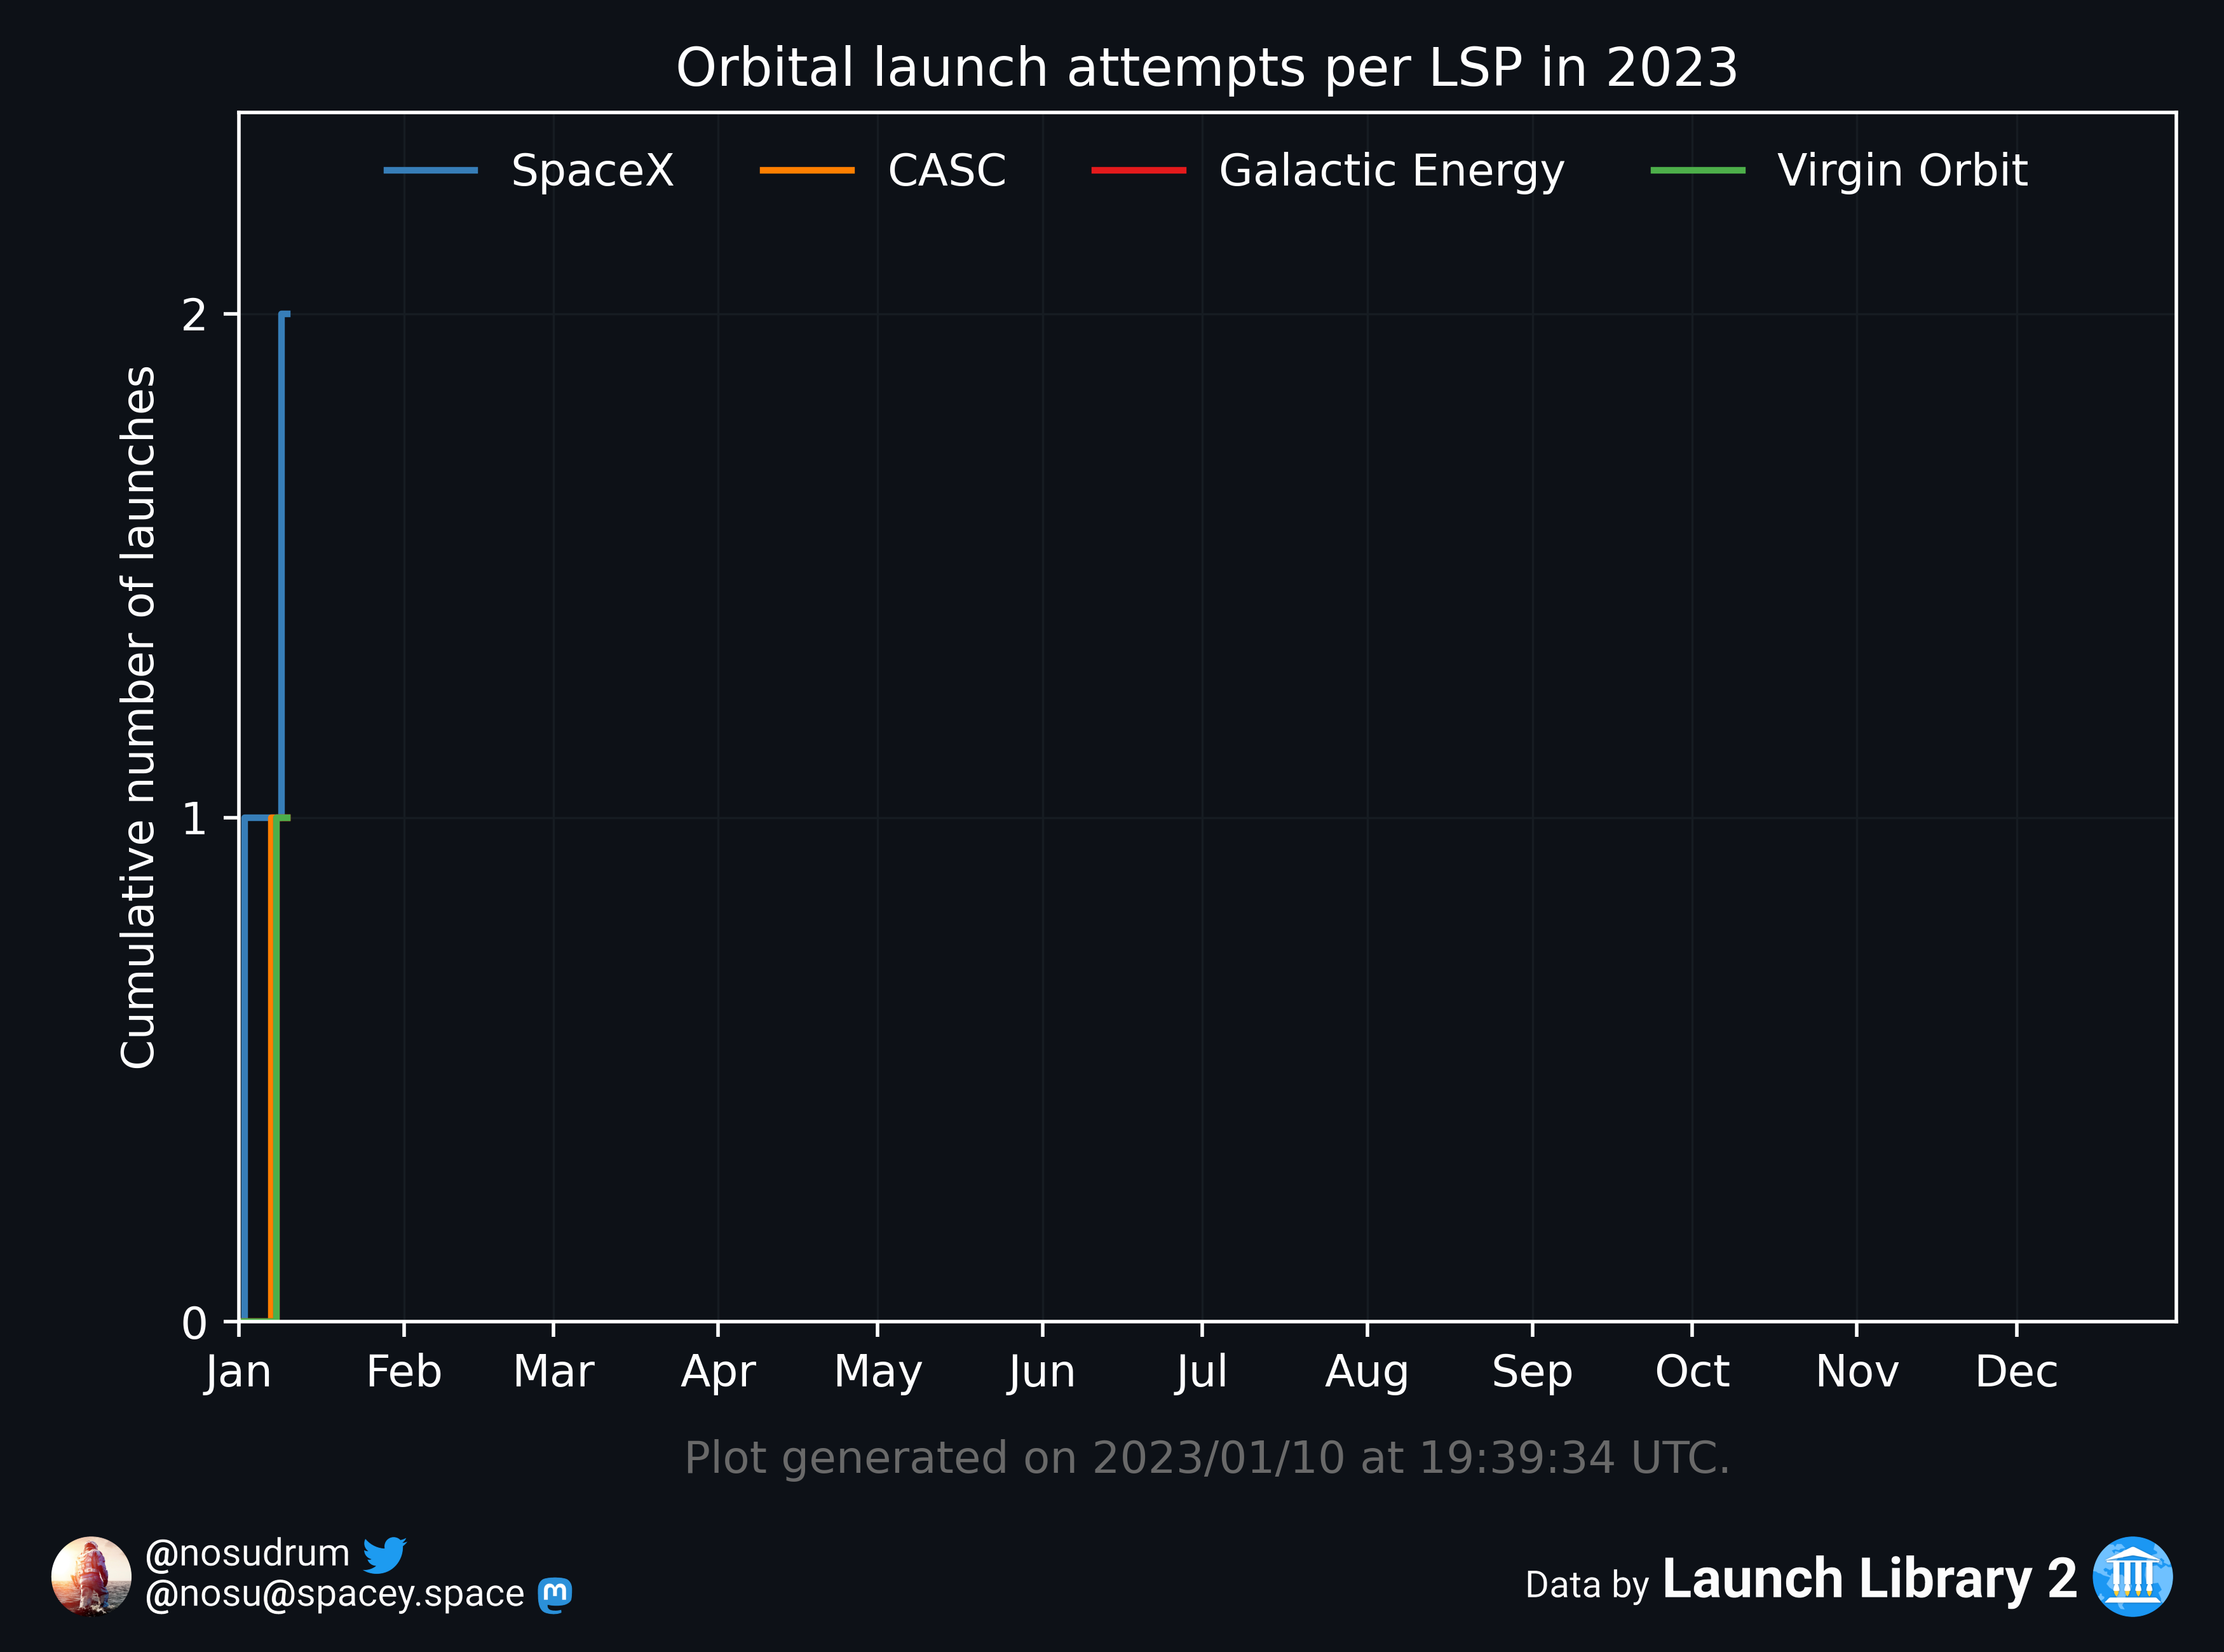 Orbital launch attempts per LSP in 2023
SpaceX CASC Galactic Energy Virgin Orbit
Cumulative number of launches
2
1
0
Jan Feb Mar Apr May Jun Jul Aug Sep Oct Nov Dec
Plot generated on 2023/01/10 at 19:39:34 UTC.
@nosudrum
@nosu@spacey.space
Data by Launch Library 2